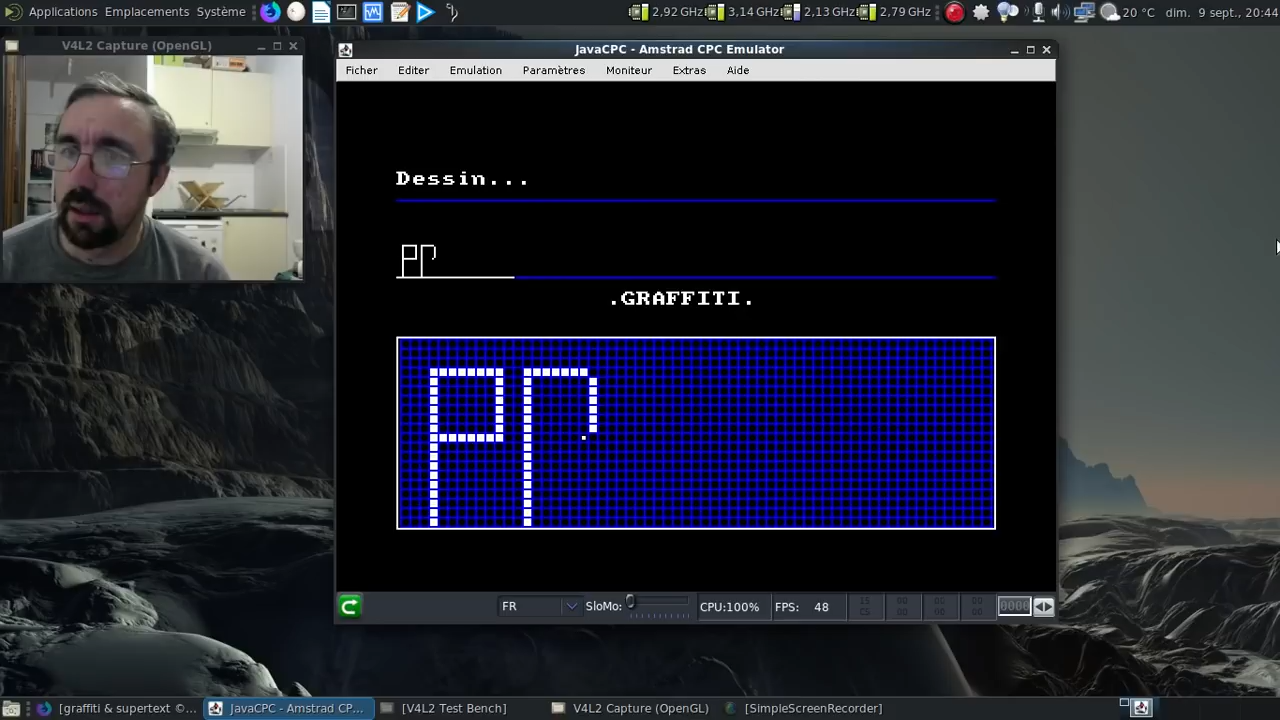 Applications Emplacements Système
2,92 GHz 3,14 GHz 2,13 GHz 2,79 GHz
20 °C dim. 9 sept., 20:44
V4L2 Capture (OpenGL)
JavaCPC - Amstrad CPC Emulator
Ficher Editer Emulation Paramètres Moniteur Extras Aide
Dessin...
.GRAFFITI.
FR SloMo: CPU:100% FPS: 48
0000
[graffiti & supertext ©... JavaCPC - Amstrad CP... [V4L2 Test Bench] V4L2 Capture (OpenGL) [SimpleScreenRecorder]